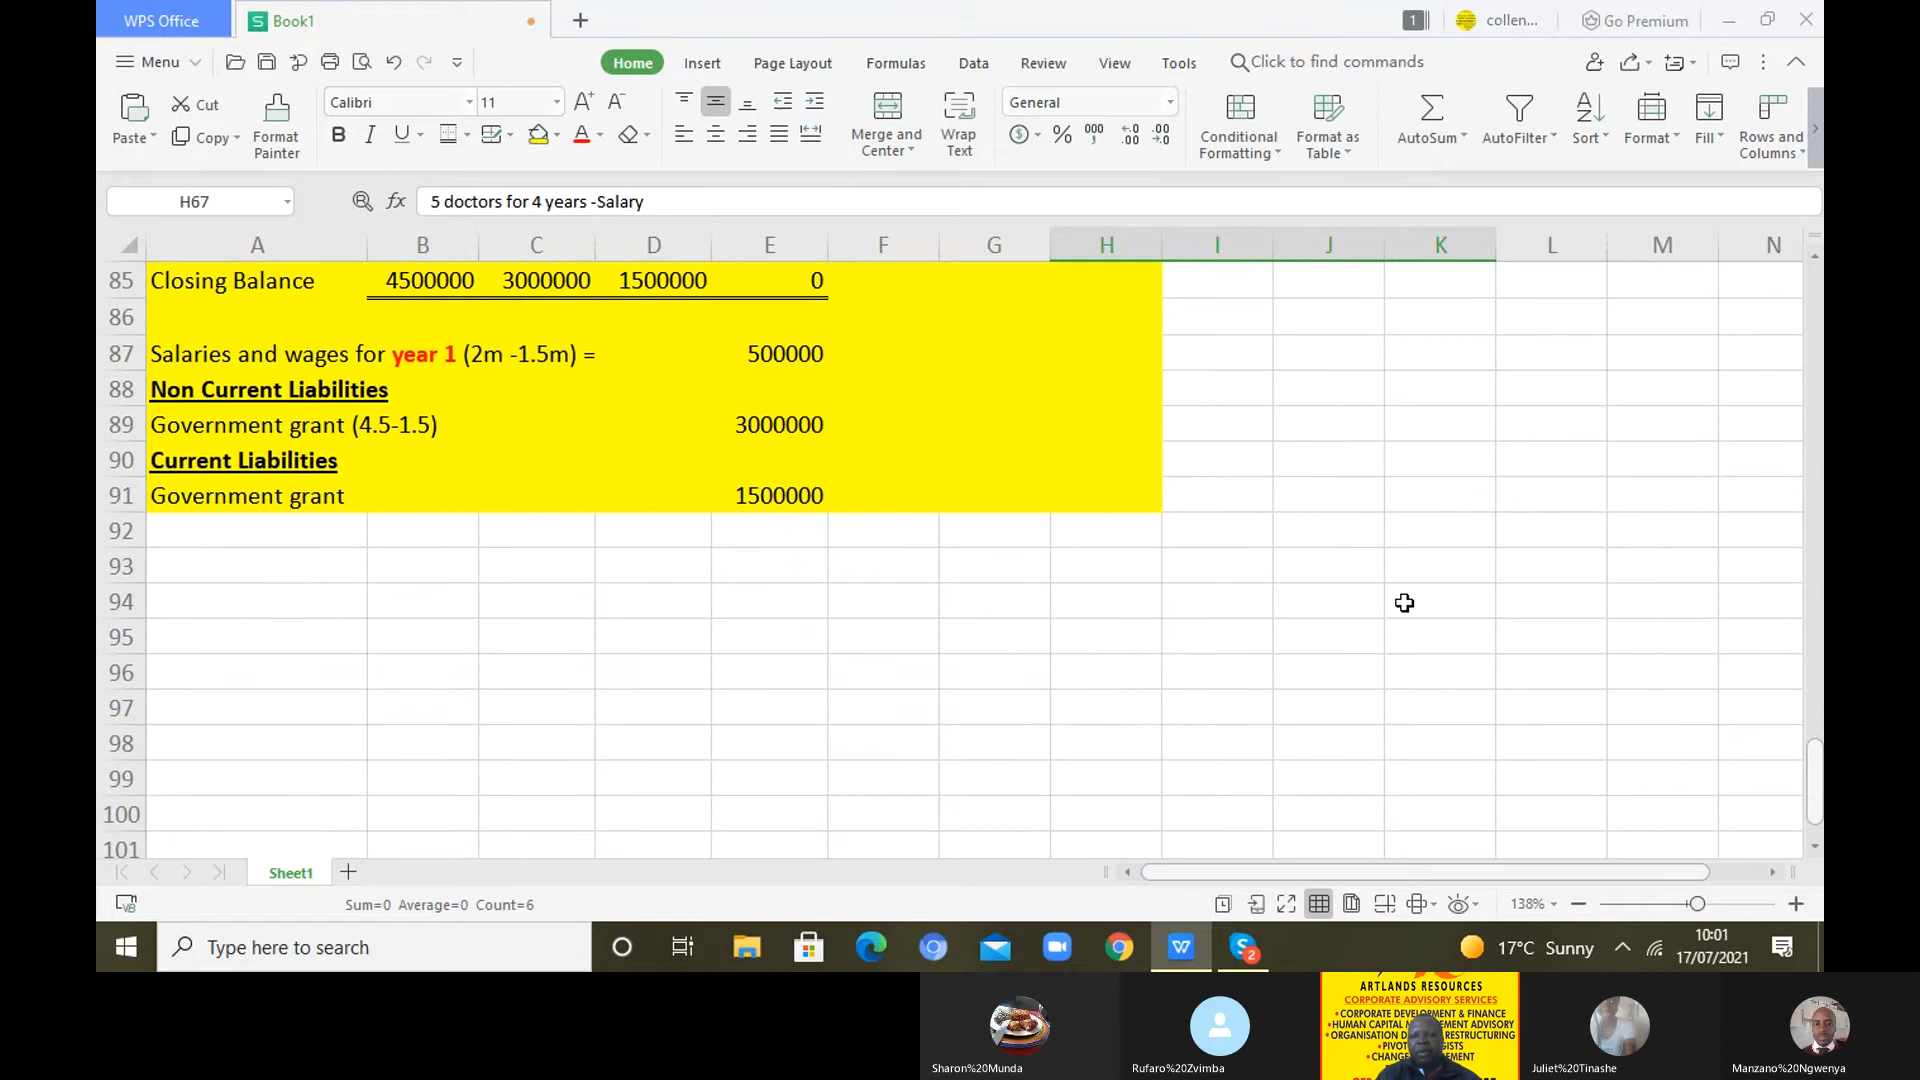 WPS Office
Book1
1
collen...
Go Premium
Menu
Home
Insert
Page Layout
Formulas
Data
Review
View
Tools
Click to find commands
Paste
Cut
Copy
Format Painter
Calibri
11
Merge and Center
Wrap Text
General
Conditional Formatting
Format as Table
AutoSum
AutoFilter
Sort
Format
Fill
Rows and Columns
H67
5 doctors for 4 years -Salary
A B C D E F G H I J K L M N
85 Closing Balance 4500000 3000000 1500000 0
86
87 Salaries and wages for year 1 (2m -1.5m) = 500000
88 Non Current Liabilities
89 Government grant (4.5-1.5) 3000000
90 Current Liabilities
91 Government grant 1500000
92
93
94
95
96
97
98
99
100
101
Sheet1
Sum=0 Average=0 Count=6
138%
Type here to search
2
17°C Sunny
10:01
17/07/2021
ARTLANDS RESOURCES
CORPORATE ADVISORY SERVICES
•CORPORATE DEVELOPMENT & FINANCE
Sharon%20Munda
Rufaro%20Zvimba
Juliet%20Tinashe
Manzano%20Ngwenya